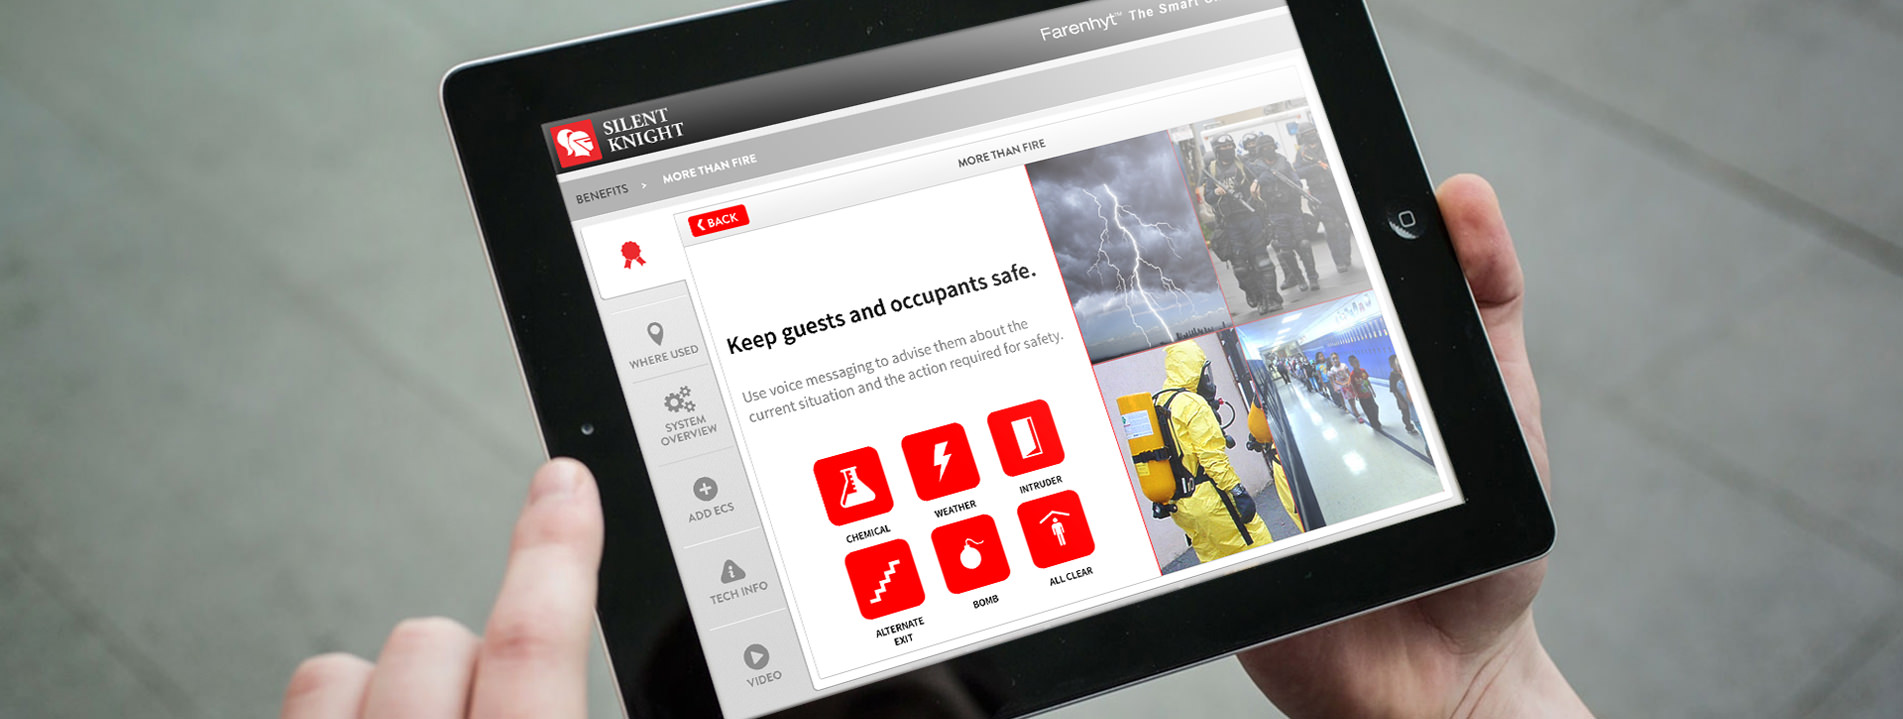 Farenhyt™ The Smart
SILENT
KNIGHT
BENEFITS > MORE THAN FIRE
MORE THAN FIRE
BACK
Keep guests and occupants safe.
Use voice messaging to advise them about the
current situation and the action required for safety.
WHERE USED
SYSTEM
OVERVIEW
ADD ECS
TECH INFO
VIDEO
CHEMICAL
WEATHER
INTRUDER
ALTERNATE
EXIT
BOMB
ALL CLEAR